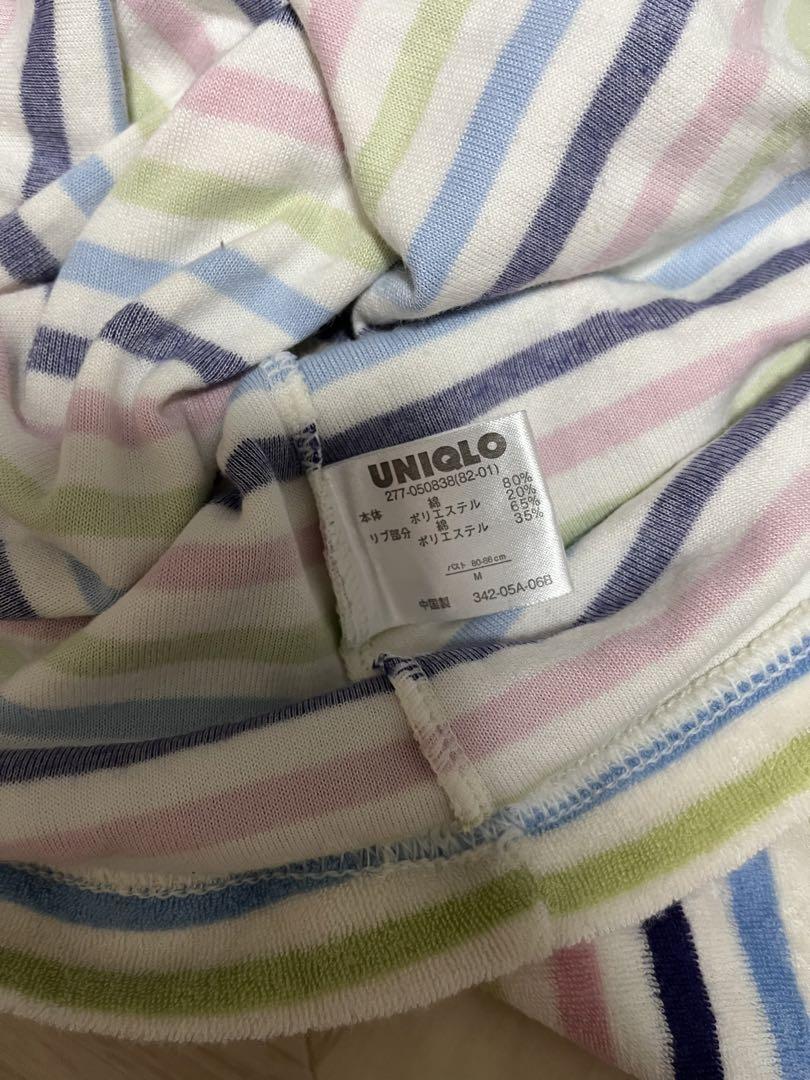 UNIQLO
277-050838(82-01)
本体 綿 80%
ポリエステル 20%
リブ部分 綿 65%
ポリエステル 35%
バスト 80-86cm
M
中国製 342-05A-06B